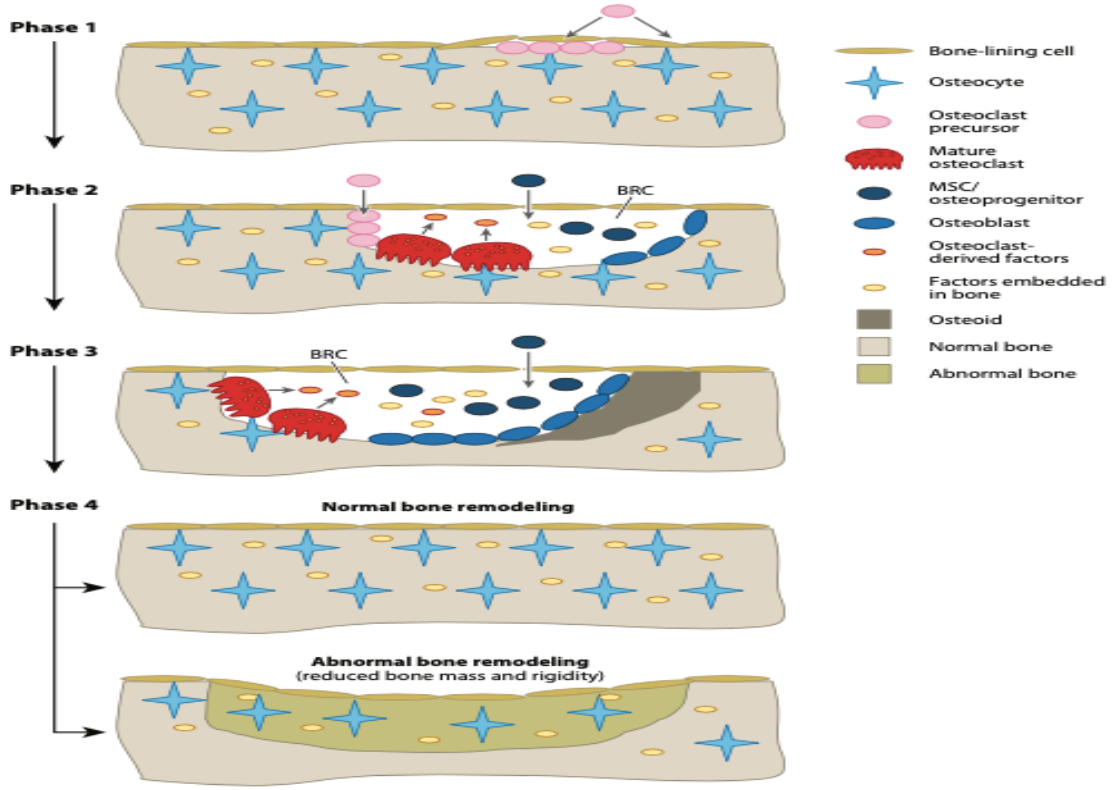 Phase 1
Bone-lining cell
Osteocyte
Osteoclast
precursor
Mature
osteoclast
Phase 2
BRC
MSC/
osteoprogenitor
Osteoblast
Osteoclast-
derived factors
Factors embedded
in bone
Osteoid
Normal bone
Abnormal bone
Phase 3
BRC
Phase 4
Normal bone remodeling
Abnormal bone remodeling
(reduced bone mass and rigidity)